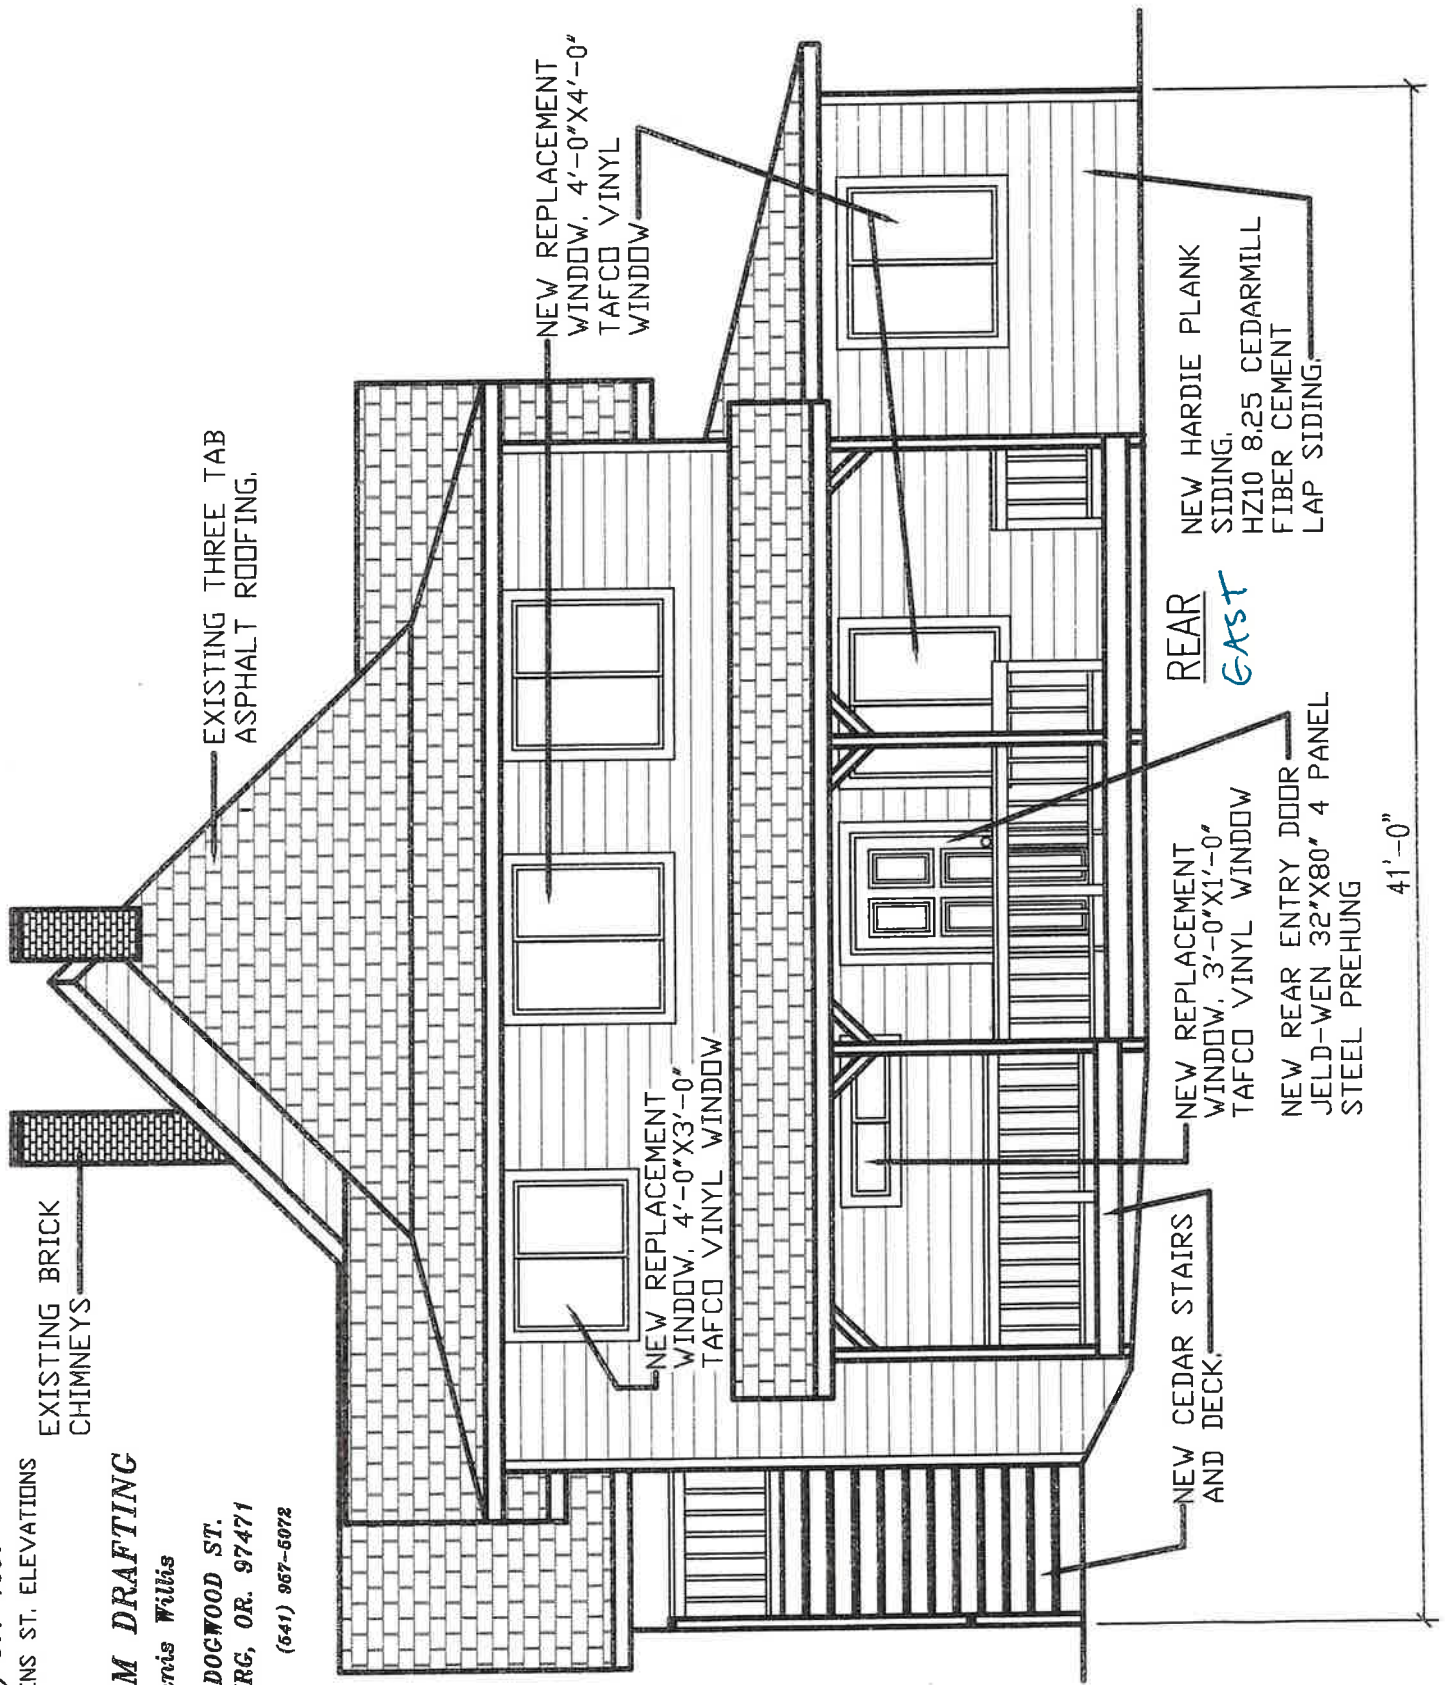 NS ST. ELEVATIONS
M DRAFTING
nis Willis
DOGWOOD ST.
RG, OR. 97471
(541) 957-5072
EXISTING BRICK
CHIMNEYS
EXISTING THREE TAB
ASPHALT ROOFING.
NEW REPLACEMENT
WINDOW, 4'-0"X4'-0"
TAFCO VINYL
WINDOW
NEW REPLACEMENT
WINDOW, 4'-0"X3'-0"
TAFCO VINYL WINDOW
NEW CEDAR STAIRS
AND DECK.
NEW REPLACEMENT
WINDOW, 3'-0"X1'-0"
TAFCO VINYL WINDOW
NEW REAR ENTRY DOOR
JELD-WEN 32"X80" 4 PANEL
STEEL PREHUNG
REAR
EAST
NEW HARDIE PLANK
SIDING.
HZ10 8.25 CEDARMILL
FIBER CEMENT
LAP SIDING.
41'-0"